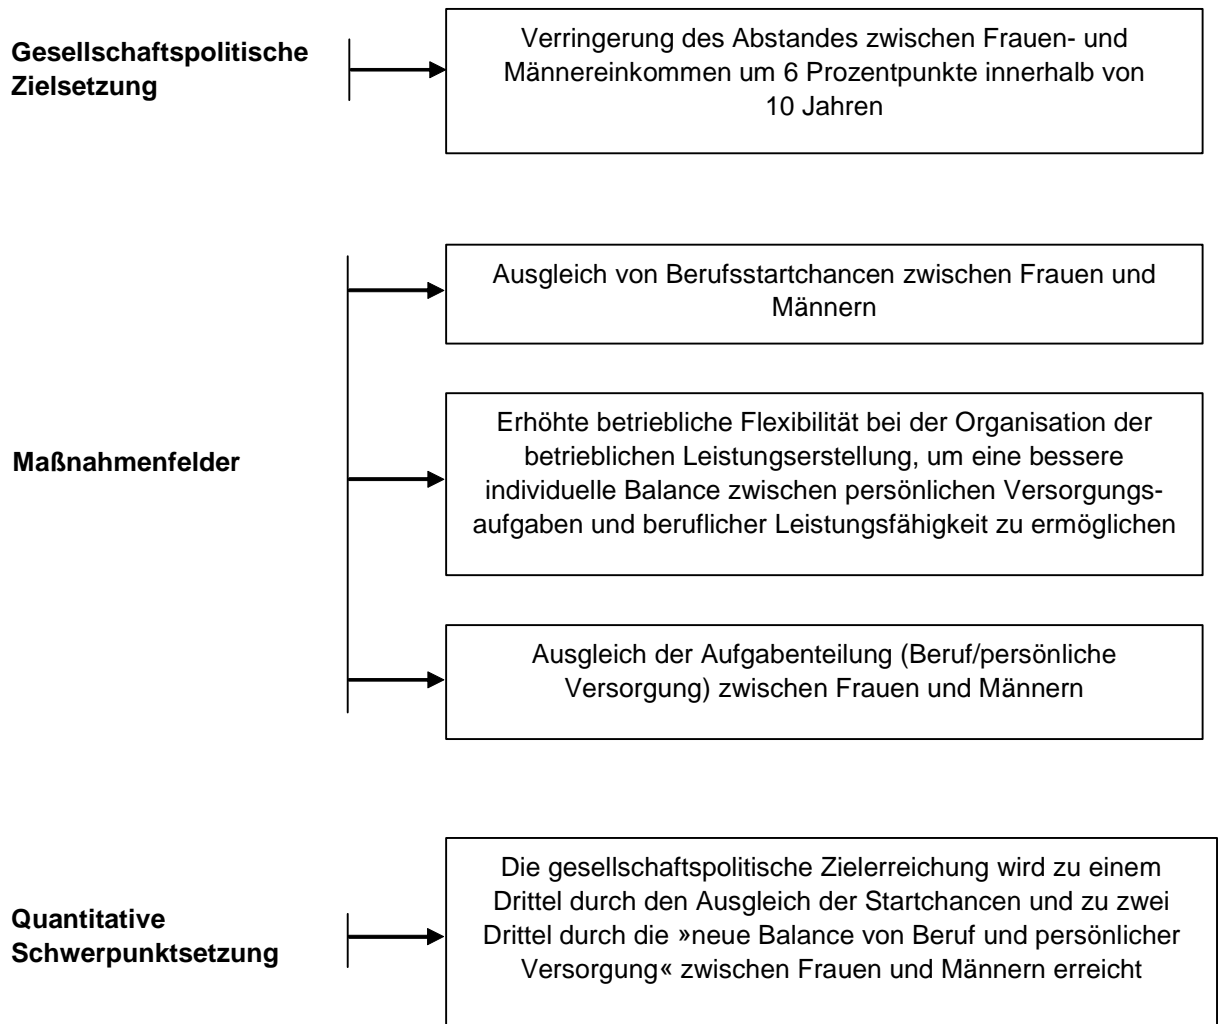 Gesellschaftspolitische
Zielsetzung
Verringerung des Abstandes zwischen Frauen- und
Männereinkommen um 6 Prozentpunkte innerhalb von
10 Jahren
Maßnahmenfelder
Ausgleich von Berufsstartchancen zwischen Frauen und
Männern
Erhöhte betriebliche Flexibilität bei der Organisation der
betrieblichen Leistungserstellung, um eine bessere
individuelle Balance zwischen persönlichen Versorgungs-
aufgaben und beruflicher Leistungsfähigkeit zu ermöglichen
Ausgleich der Aufgabenteilung (Beruf/persönliche
Versorgung) zwischen Frauen und Männern
Quantitative
Schwerpunktsetzung
Die gesellschaftspolitische Zielerreichung wird zu einem
Drittel durch den Ausgleich der Startchancen und zu zwei
Drittel durch die »neue Balance von Beruf und persönlicher
Versorgung« zwischen Frauen und Männern erreicht